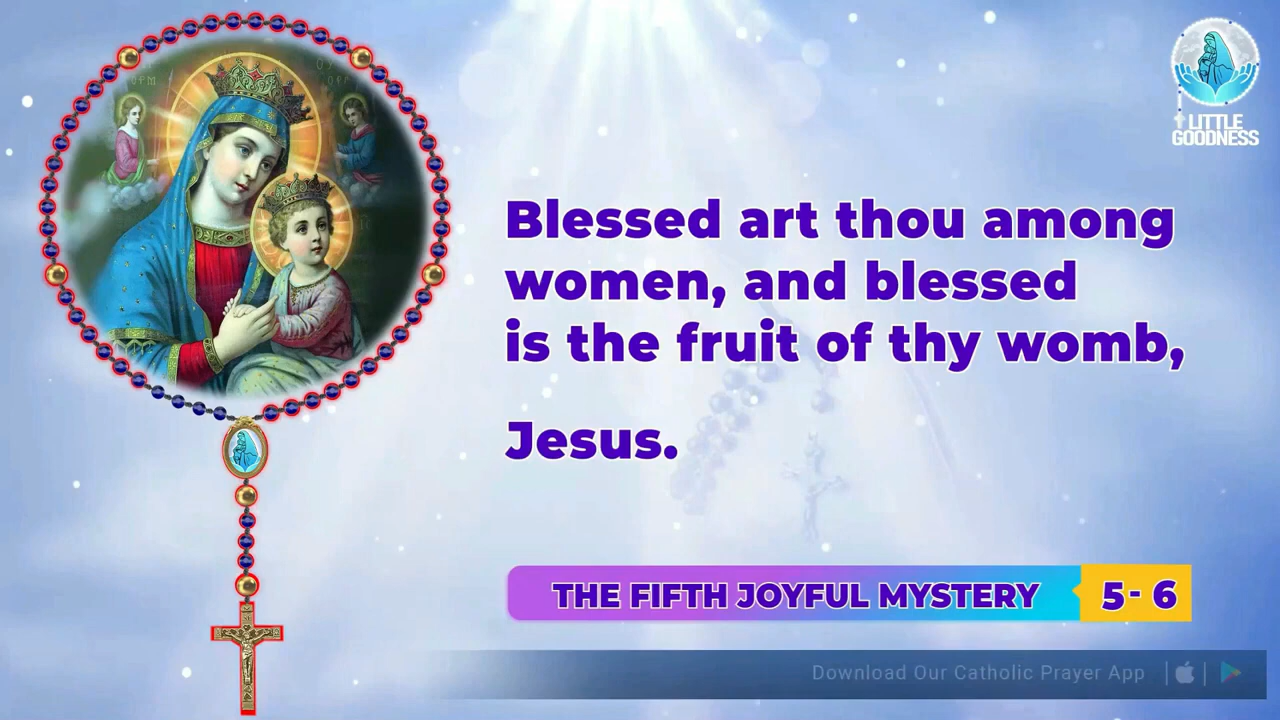 LITTLE
GOODNESS
Blessed art thou among
women, and blessed
is the fruit of thy womb,
Jesus.
THE FIFTH JOYFUL MYSTERY 5 - 6
Download Our Catholic Prayer App